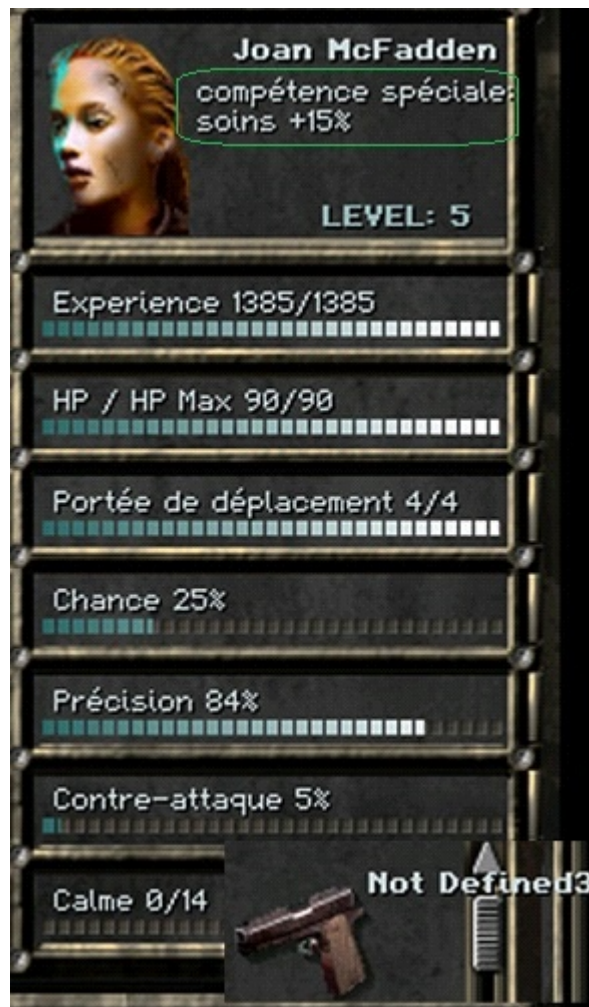 Joan McFadden
compétence spéciale:
soins +15%
LEVEL: 5
Experience 1385/1385
HP / HP Max 90/90
Portée de déplacement 4/4
Chance 25%
Précision 84%
Contre-attaque 5%
Calme 0/14
Not Defined3